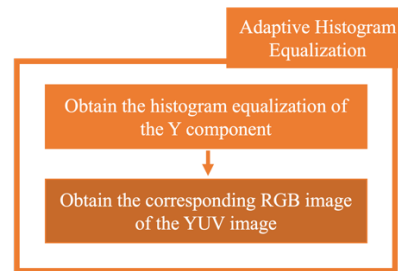 Adaptive Histogram
Equalization
Obtain the histogram equalization of
the Y component
Obtain the corresponding RGB image
of the YUV image